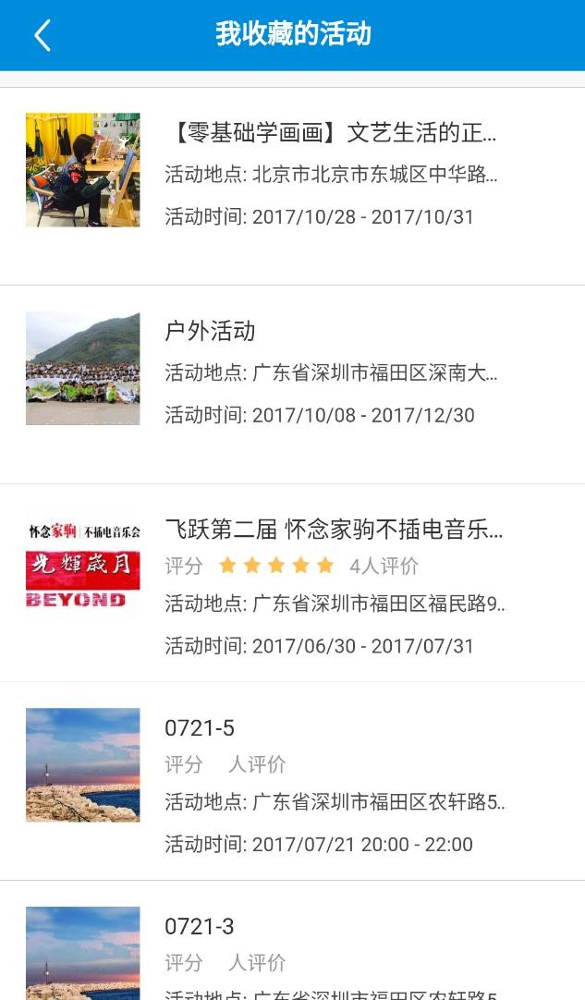 我收藏的活动
【零基础学画画】文艺生活的正...
活动地点: 北京市北京市东城区中华路...
活动时间: 2017/10/28 - 2017/10/31
户外活动
活动地点: 广东省深圳市福田区深南大...
活动时间: 2017/10/08 - 2017/12/30
怀念家驹 不插电音乐会
光輝歲月
BEYOND
飞跃第二届 怀念家驹不插电音乐...
评分 4人评价
活动地点: 广东省深圳市福田区福民路9..
活动时间: 2017/06/30 - 2017/07/31
0721-5
评分 人评价
活动地点: 广东省深圳市福田区农轩路5..
活动时间: 2017/07/21 20:00 - 22:00
0721-3
评分 人评价
活动地点: 广东省深圳市福田区农轩路5